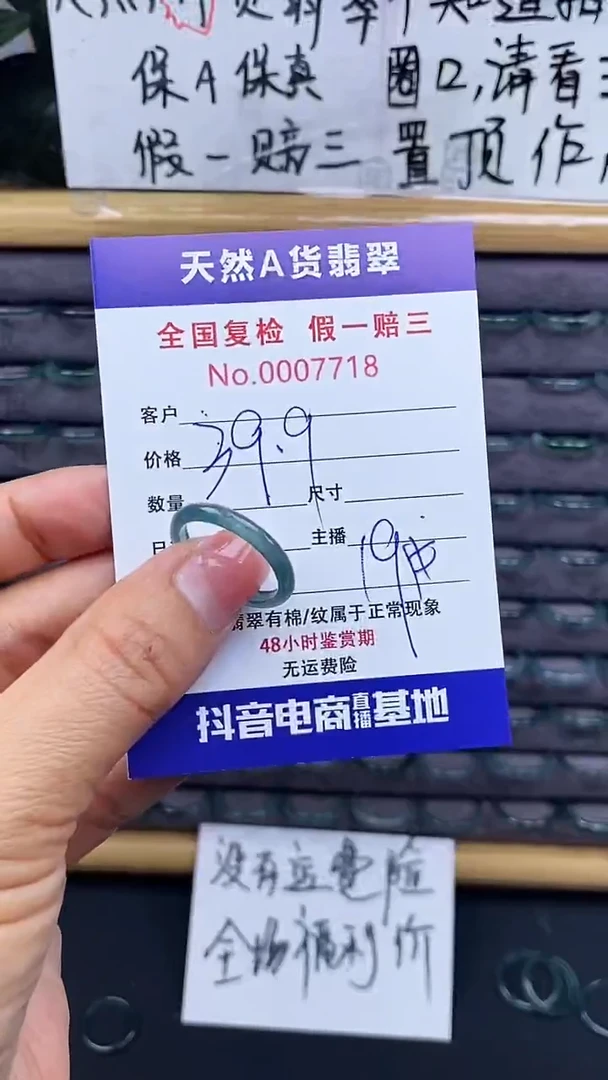 保A保真 圈口,请看
假一赔三 置顶作
天然A货翡翠
全国复检 假一赔三
No.0007718
客户
价格 39.9
数量 尺寸
主播 19中
翡翠有棉/纹属于正常现象
48小时鉴赏期
无运费险
抖音电商直播基地
没有运费险
全场福利价